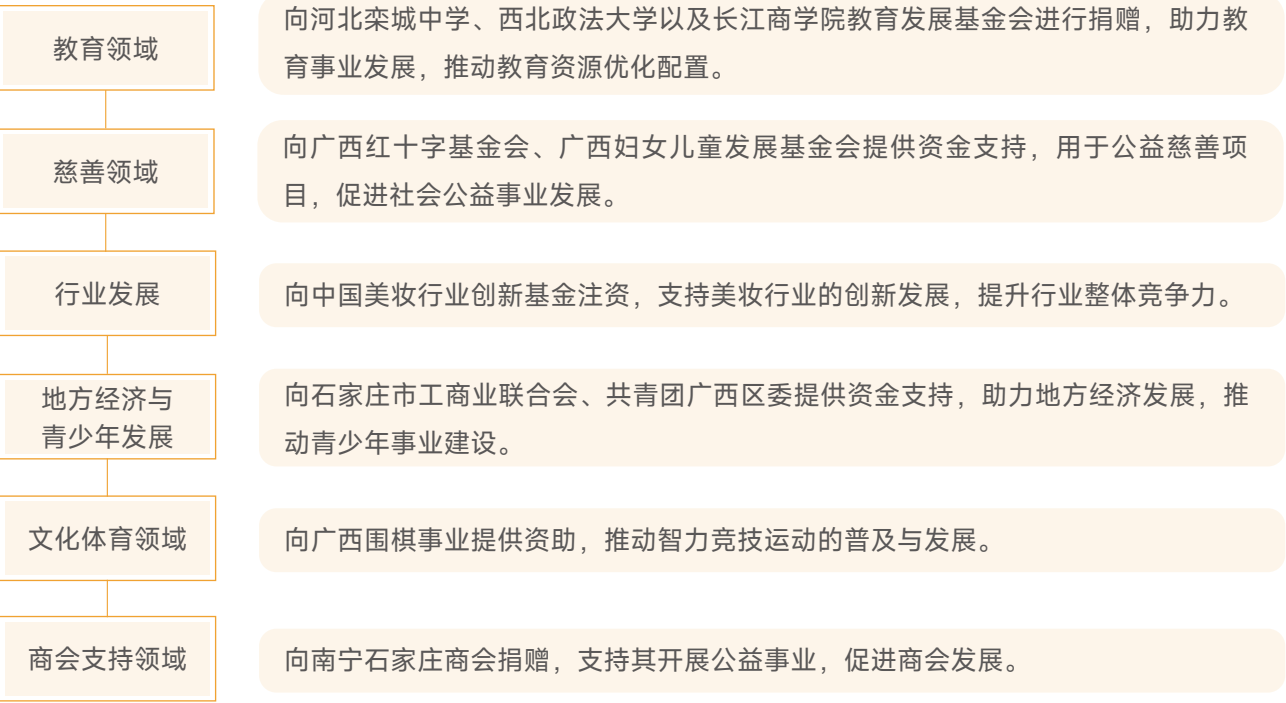 教育领域
向河北栾城中学、西北政法大学以及长江商学院教育发展基金会进行捐赠，助力教
育事业发展，推动教育资源优化配置。
慈善领域
向广西红十字基金会、广西妇女儿童发展基金会提供资金支持，用于公益慈善项
目，促进社会公益事业发展。
行业发展
向中国美妆行业创新基金注资，支持美妆行业的创新发展，提升行业整体竞争力。
地方经济与
青少年发展
向石家庄市工商业联合会、共青团广西区委提供资金支持，助力地方经济发展，推
动青少年事业建设。
文化体育领域
向广西围棋事业提供资助，推动智力竞技运动的普及与发展。
商会支持领域
向南宁石家庄商会捐赠，支持其开展公益事业，促进商会发展。